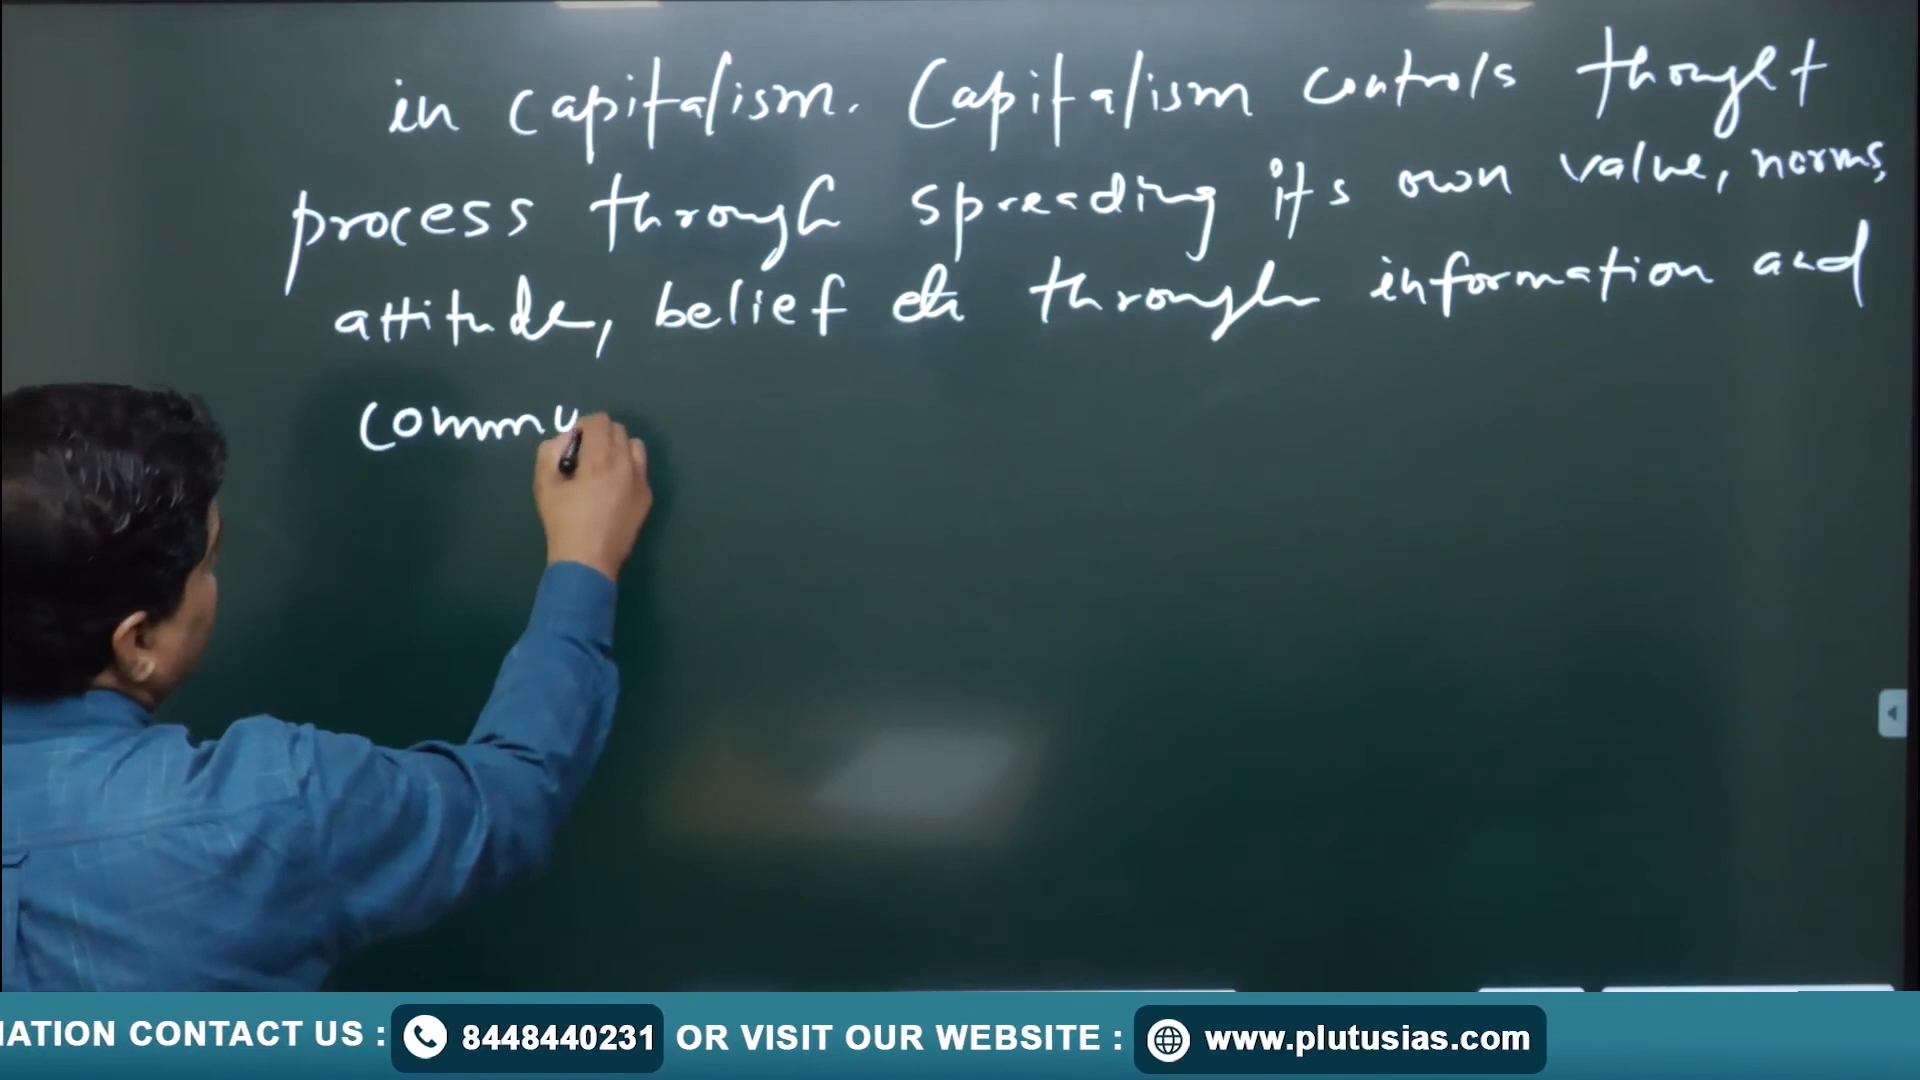 in capitalism. Capitalism controls thought
process through spreading its own value, norms,
attitude, belief etc through information and
commu
MATION CONTACT US : 8448440231 OR VISIT OUR WEBSITE : www.plutusias.com